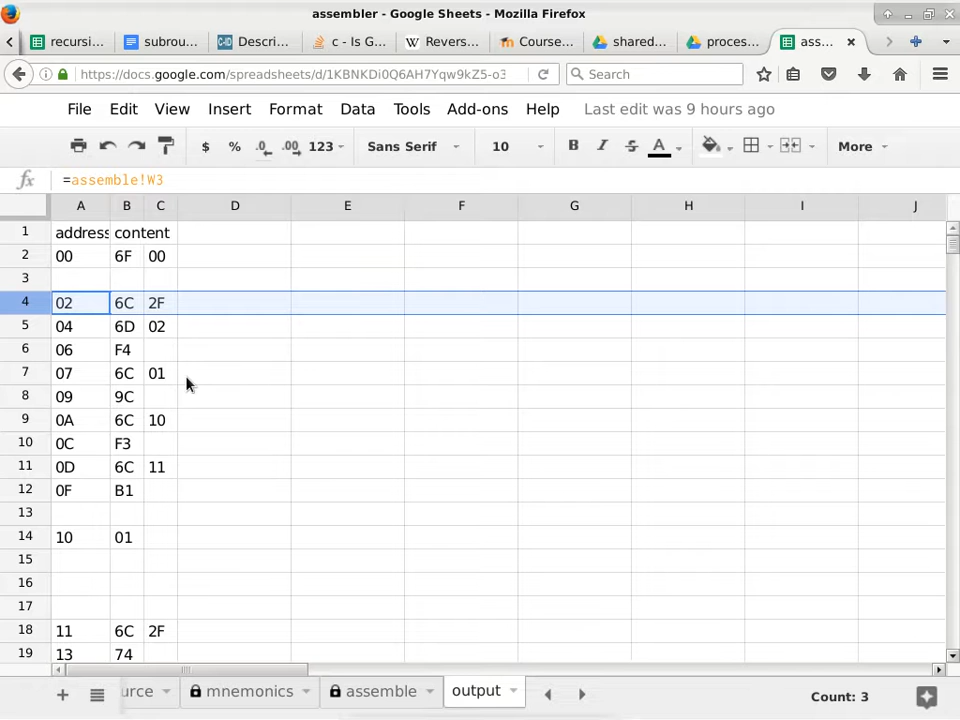 assembler - Google Sheets - Mozilla Firefox
recursi... subrou... Descri... c - Is G... Revers... Course... shared... proces... ass...
https://docs.google.com/spreadsheets/d/1KBNKDi0Q6AH7Yqw9kZ5-o3 Search
File Edit View Insert Format Data Tools Add-ons Help Last edit was 9 hours ago
$ % .0 .00 123 Sans Serif 10 B I S A More
fx =assemble!W3
A B C D E F G H I J
1 address content
2 00 6F 00
3
4 02 6C 2F
5 04 6D 02
6 06 F4
7 07 6C 01
8 09 9C
9 0A 6C 10
10 0C F3
11 0D 6C 11
12 0F B1
13
14 10 01
15
16
17
18 11 6C 2F
19 13 74
urce mnemonics assemble output Count: 3